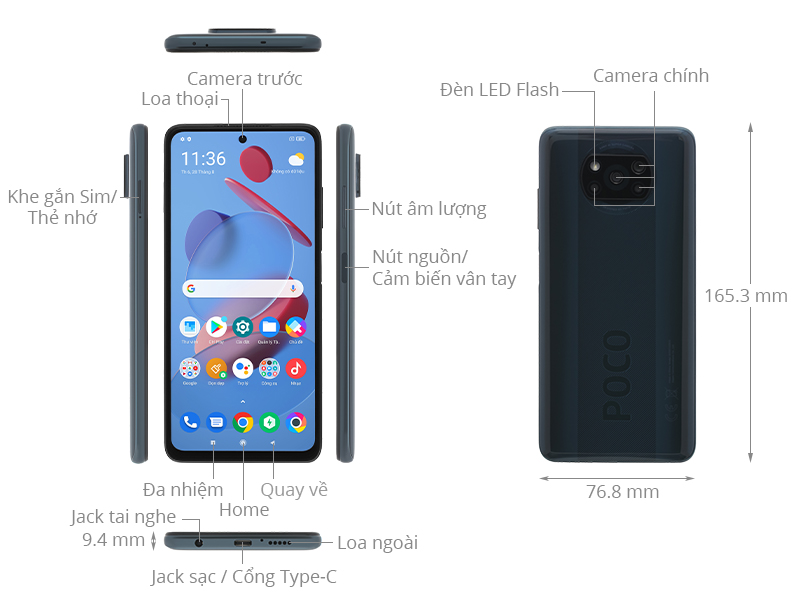 Camera trước
Loa thoại
Camera chính
Đèn LED Flash
11:36
Khe gắn Sim/
Thẻ nhớ
Nút âm lượng
Nút nguồn/
Cảm biến vân tay
165.3 mm
Google
POCO
Đa nhiệm
Quay về
Home
76.8 mm
Jack tai nghe
9.4 mm
Loa ngoài
Jack sạc / Cổng Type-C